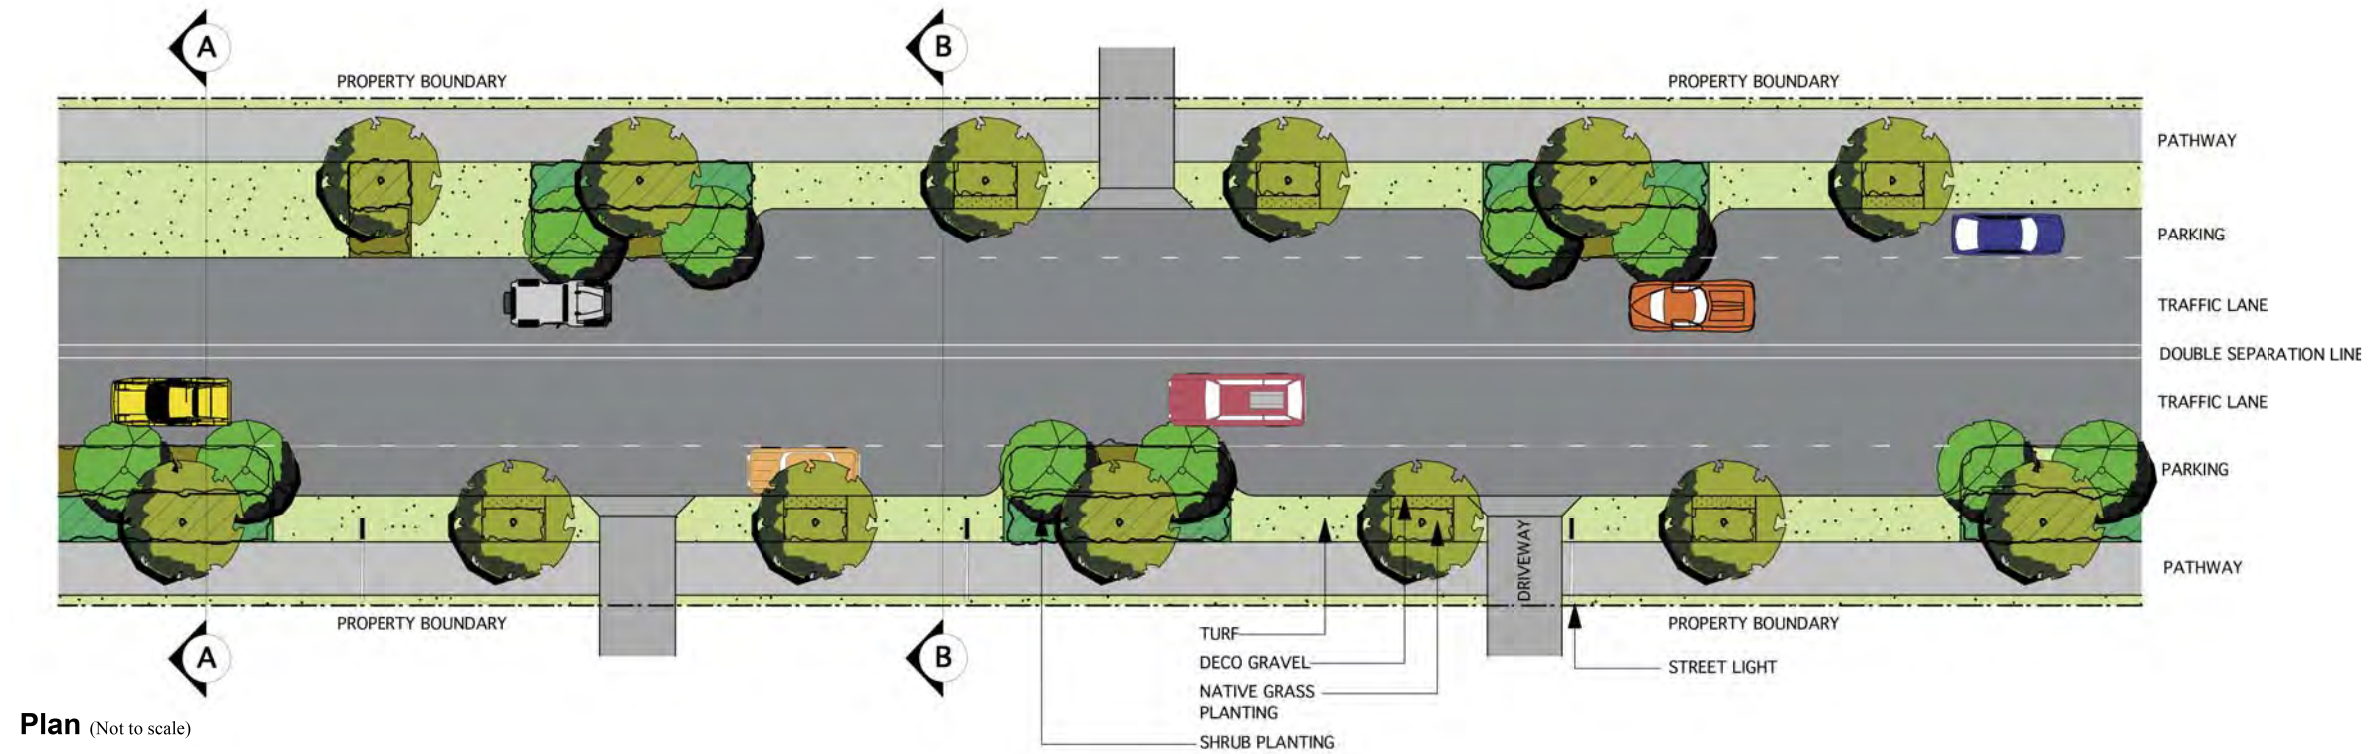 A
B
PROPERTY BOUNDARY
PROPERTY BOUNDARY
PATHWAY
PARKING
TRAFFIC LANE
DOUBLE SEPARATION LINE
TRAFFIC LANE
PARKING
PATHWAY
DRIVEWAY
PROPERTY BOUNDARY
PROPERTY BOUNDARY
A
B
TURF
DECO GRAVEL
STREET LIGHT
NATIVE GRASS
PLANTING
SHRUB PLANTING
Plan (Not to scale)